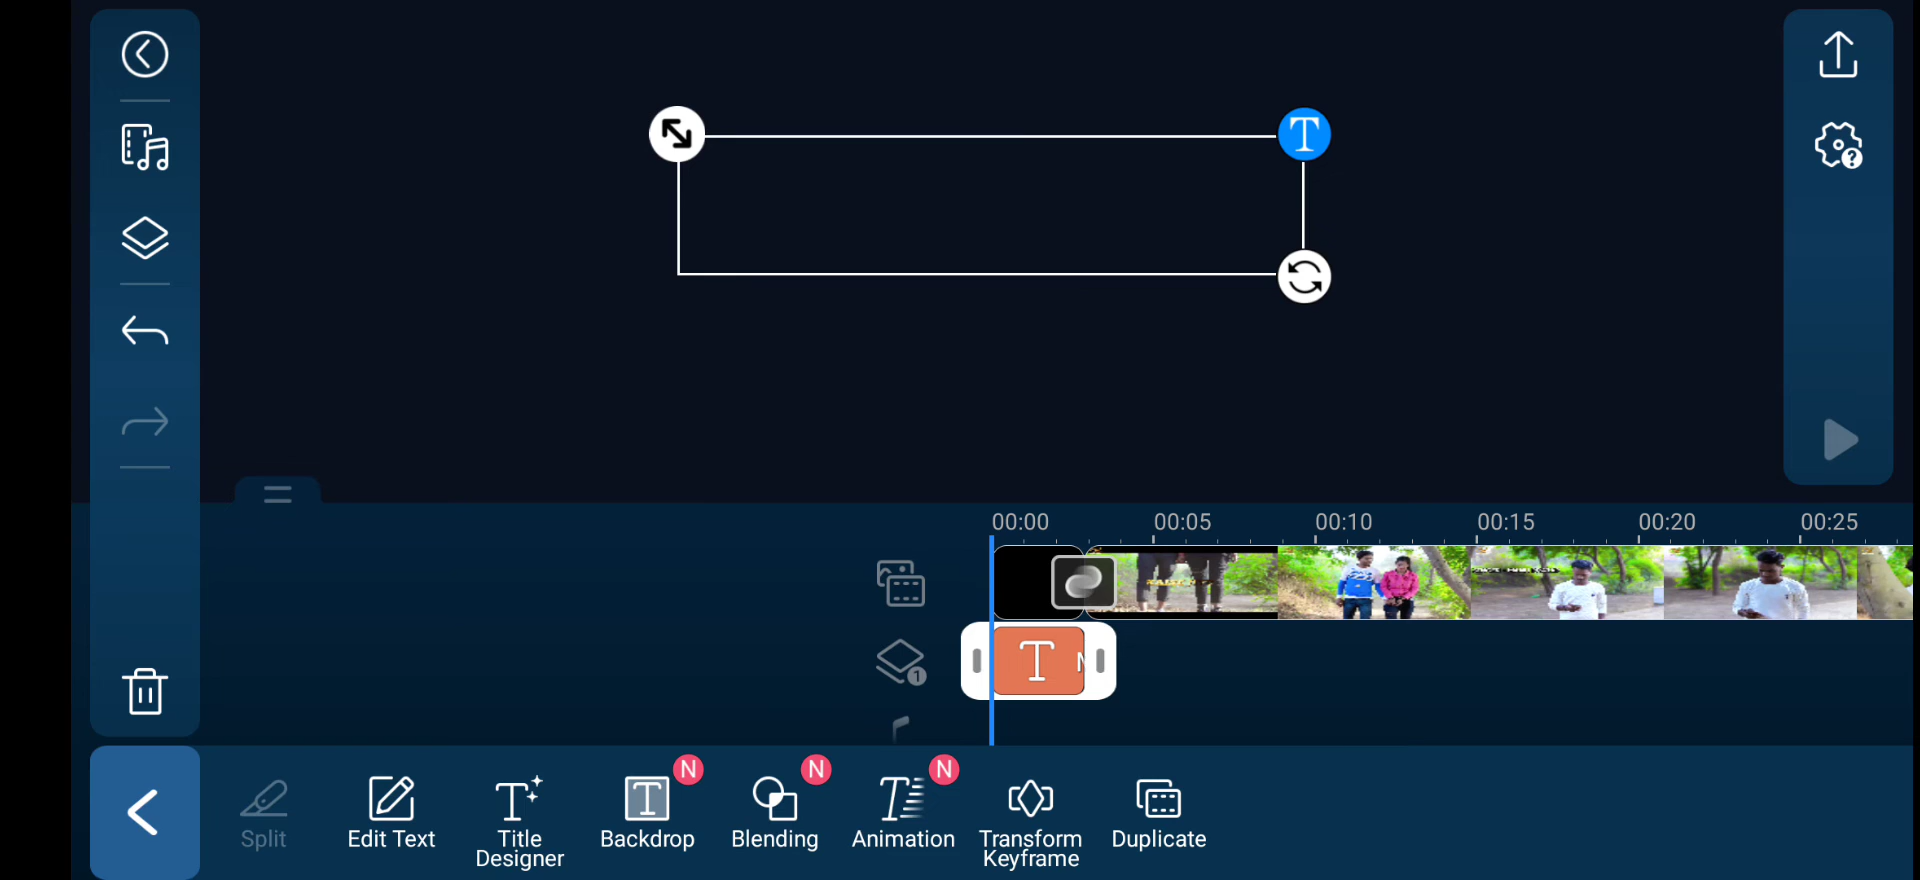 T
00:00 00:05 00:10 00:15 00:20 00:25
T
1
N N N
T
Split
Edit Text
Title
Designer
Backdrop
Blending
Animation
Transform
Keyframe
Duplicate